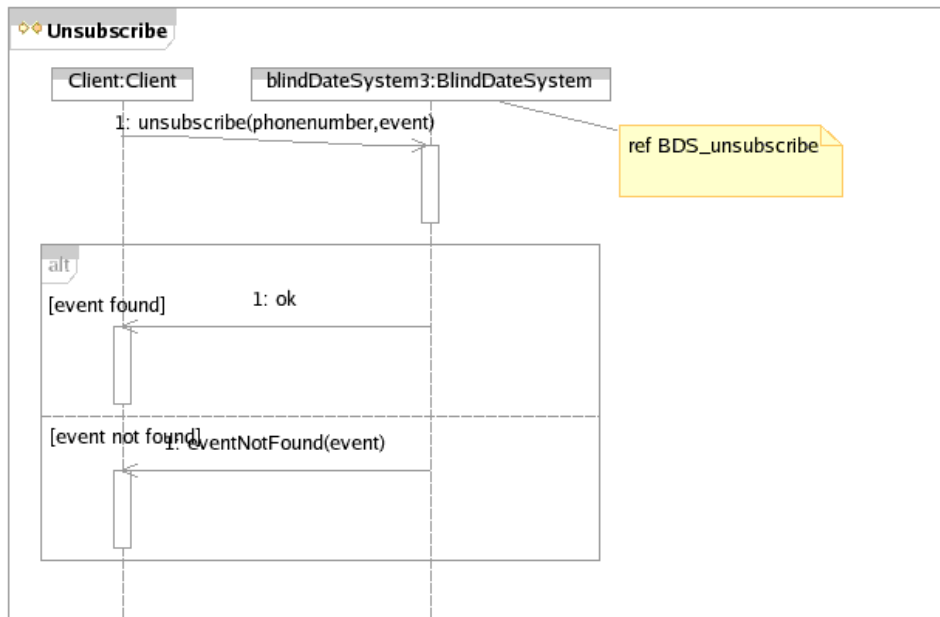 Unsubscribe
Client:Client
blindDateSystem3:BlindDateSystem
1: unsubscribe(phonenumber,event)
ref BDS_unsubscribe
alt
[event found]
1: ok
[event not found]
1: eventNotFound(event)